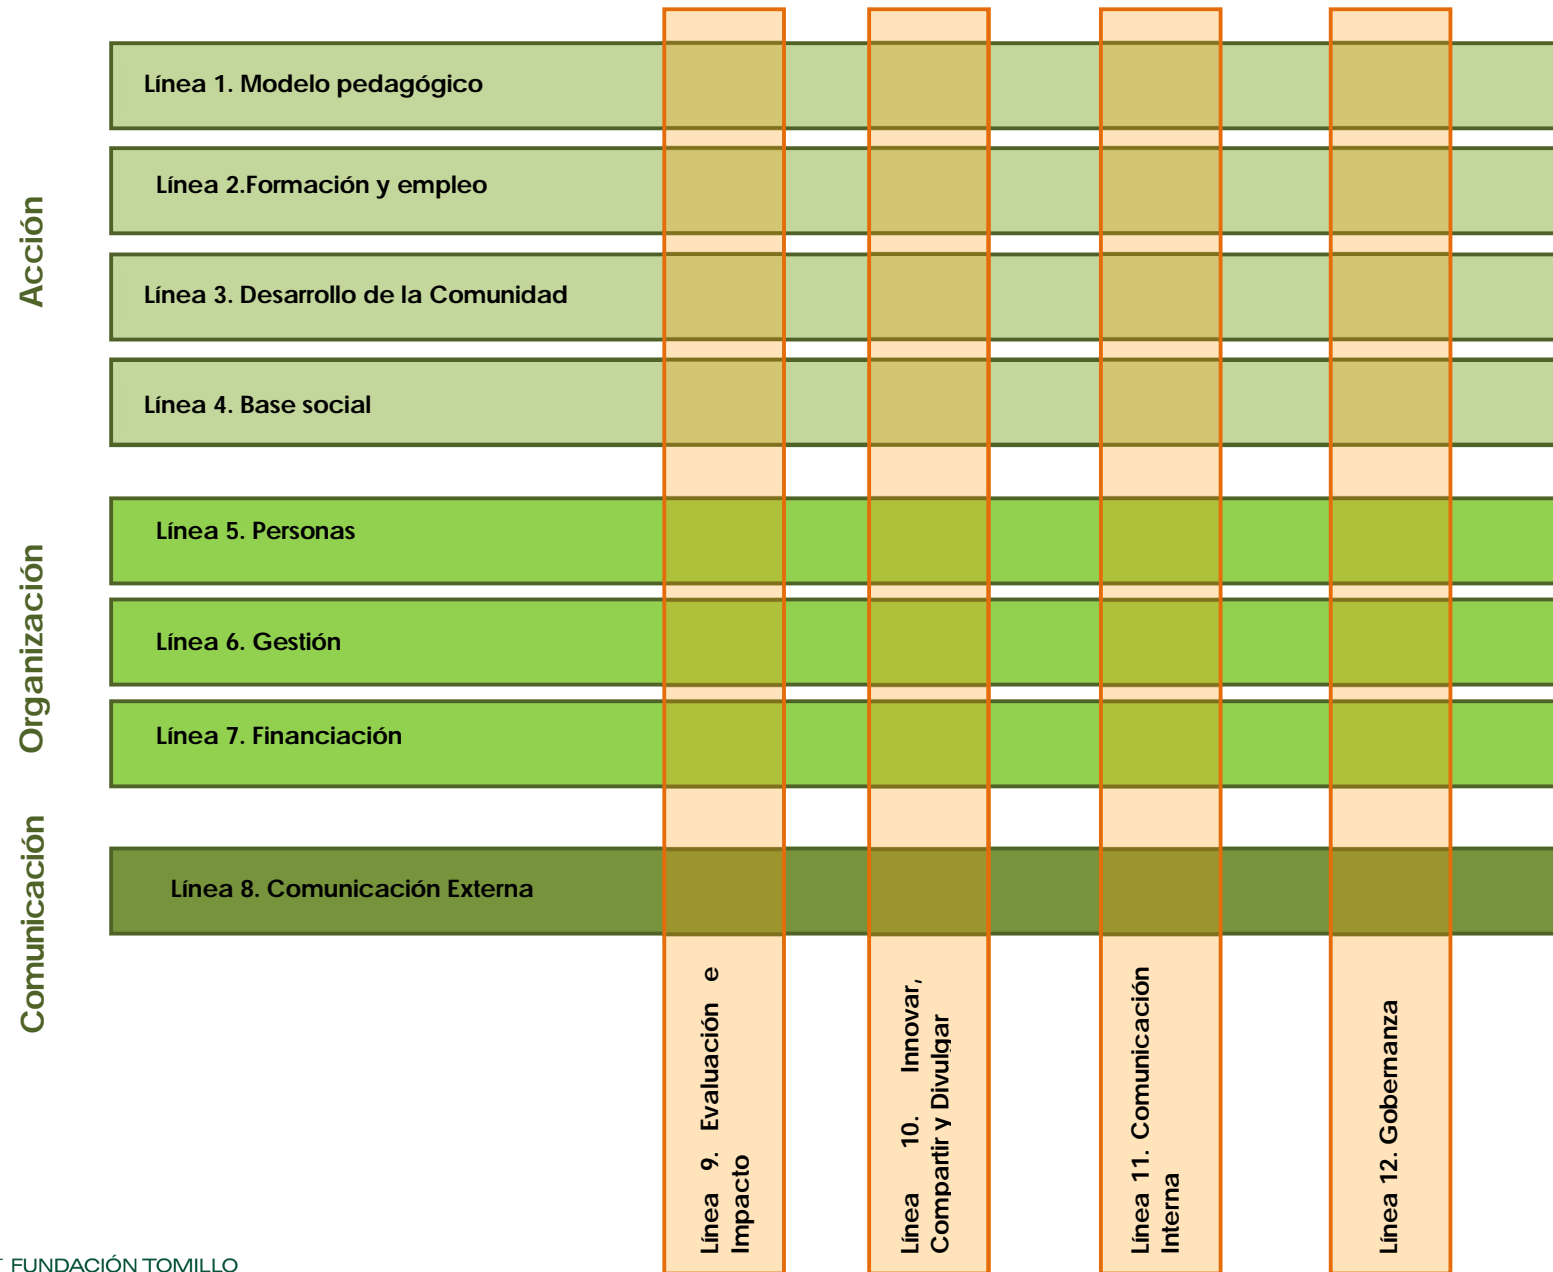 Acción
Línea 1. Modelo pedagógico
Línea 2.Formación y empleo
Línea 3. Desarrollo de la Comunidad
Línea 4. Base social
Organización
Línea 5. Personas
Línea 6. Gestión
Línea 7. Financiación
Comunicación
Línea 8. Comunicación Externa
Línea 9. Evaluación e
Impacto
Línea 10. Innovar,
Compartir y Divulgar
Línea 11. Comunicación
Interna
Línea 12. Gobernanza
FUNDACIÓN TOMILLO